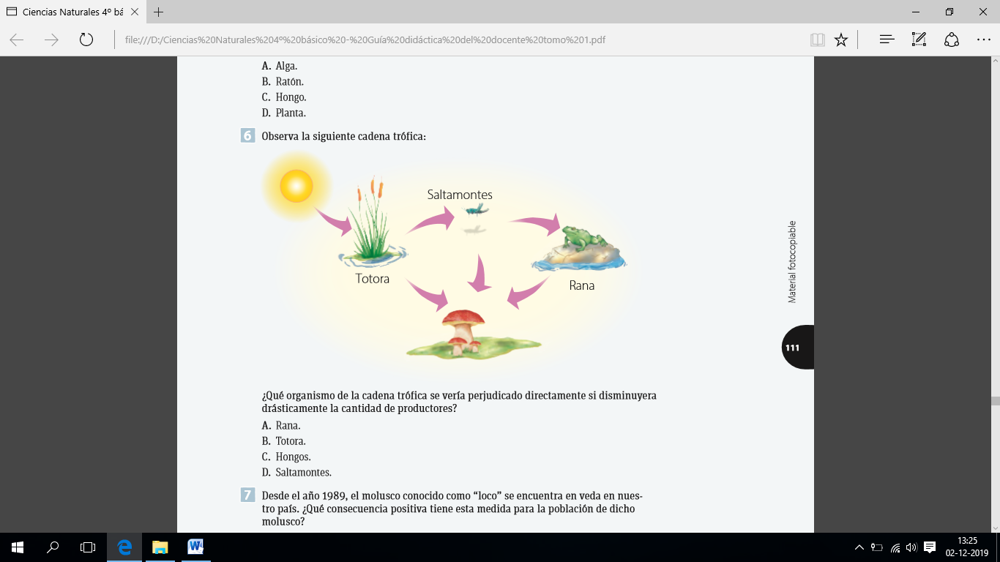 Ciencias Naturales 4º bá
file:///D:/Ciencias%20Naturales%204º%20básico%20-%20Guía%20didáctica%20del%20docente%20tomo%201.pdf
A. Alga.
B. Ratón.
C. Hongo.
D. Planta.
6 Observa la siguiente cadena trófica:
Saltamontes
Totora
Rana
Material fotocopiable
111
¿Qué organismo de la cadena trófica se vería perjudicado directamente si disminuyera
drásticamente la cantidad de productores?
A. Rana.
B. Totora.
C. Hongos.
D. Saltamontes.
7 Desde el año 1989, el molusco conocido como “loco” se encuentra en veda en nues-
tro país. ¿Qué consecuencia positiva tiene esta medida para la población de dicho
molusco?
13:25
02-12-2019